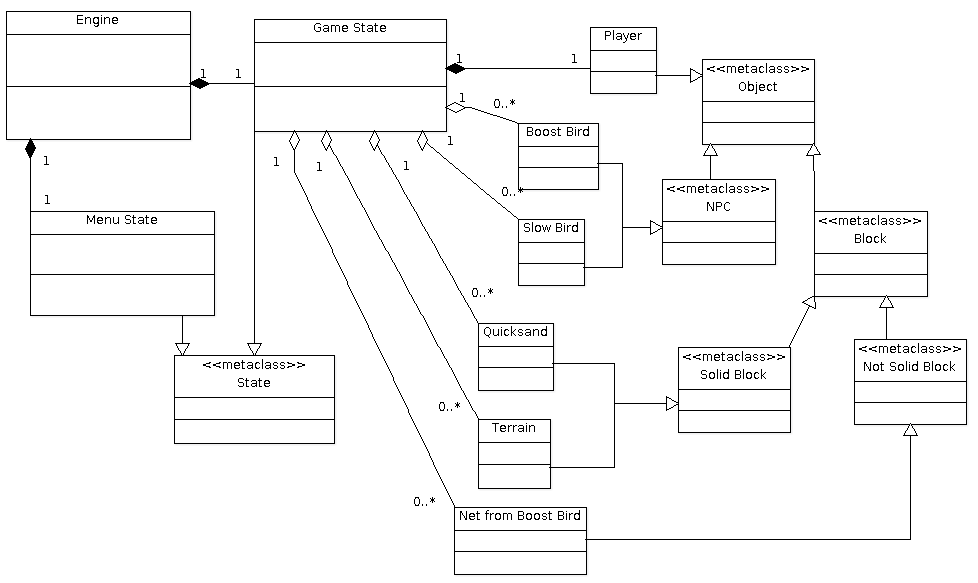 Engine
Game State
Player
<<metaclass>>
Object
1
1
1
1
1
0..*
Boost Bird
1
1
1
1
1
1
0..*
<<metaclass>>
NPC
Menu State
Slow Bird
<<metaclass>>
Block
0..*
Quicksand
<<metaclass>>
State
<<metaclass>>
Solid Block
<<metaclass>>
Not Solid Block
0..*
Terrain
0..*
Net from Boost Bird